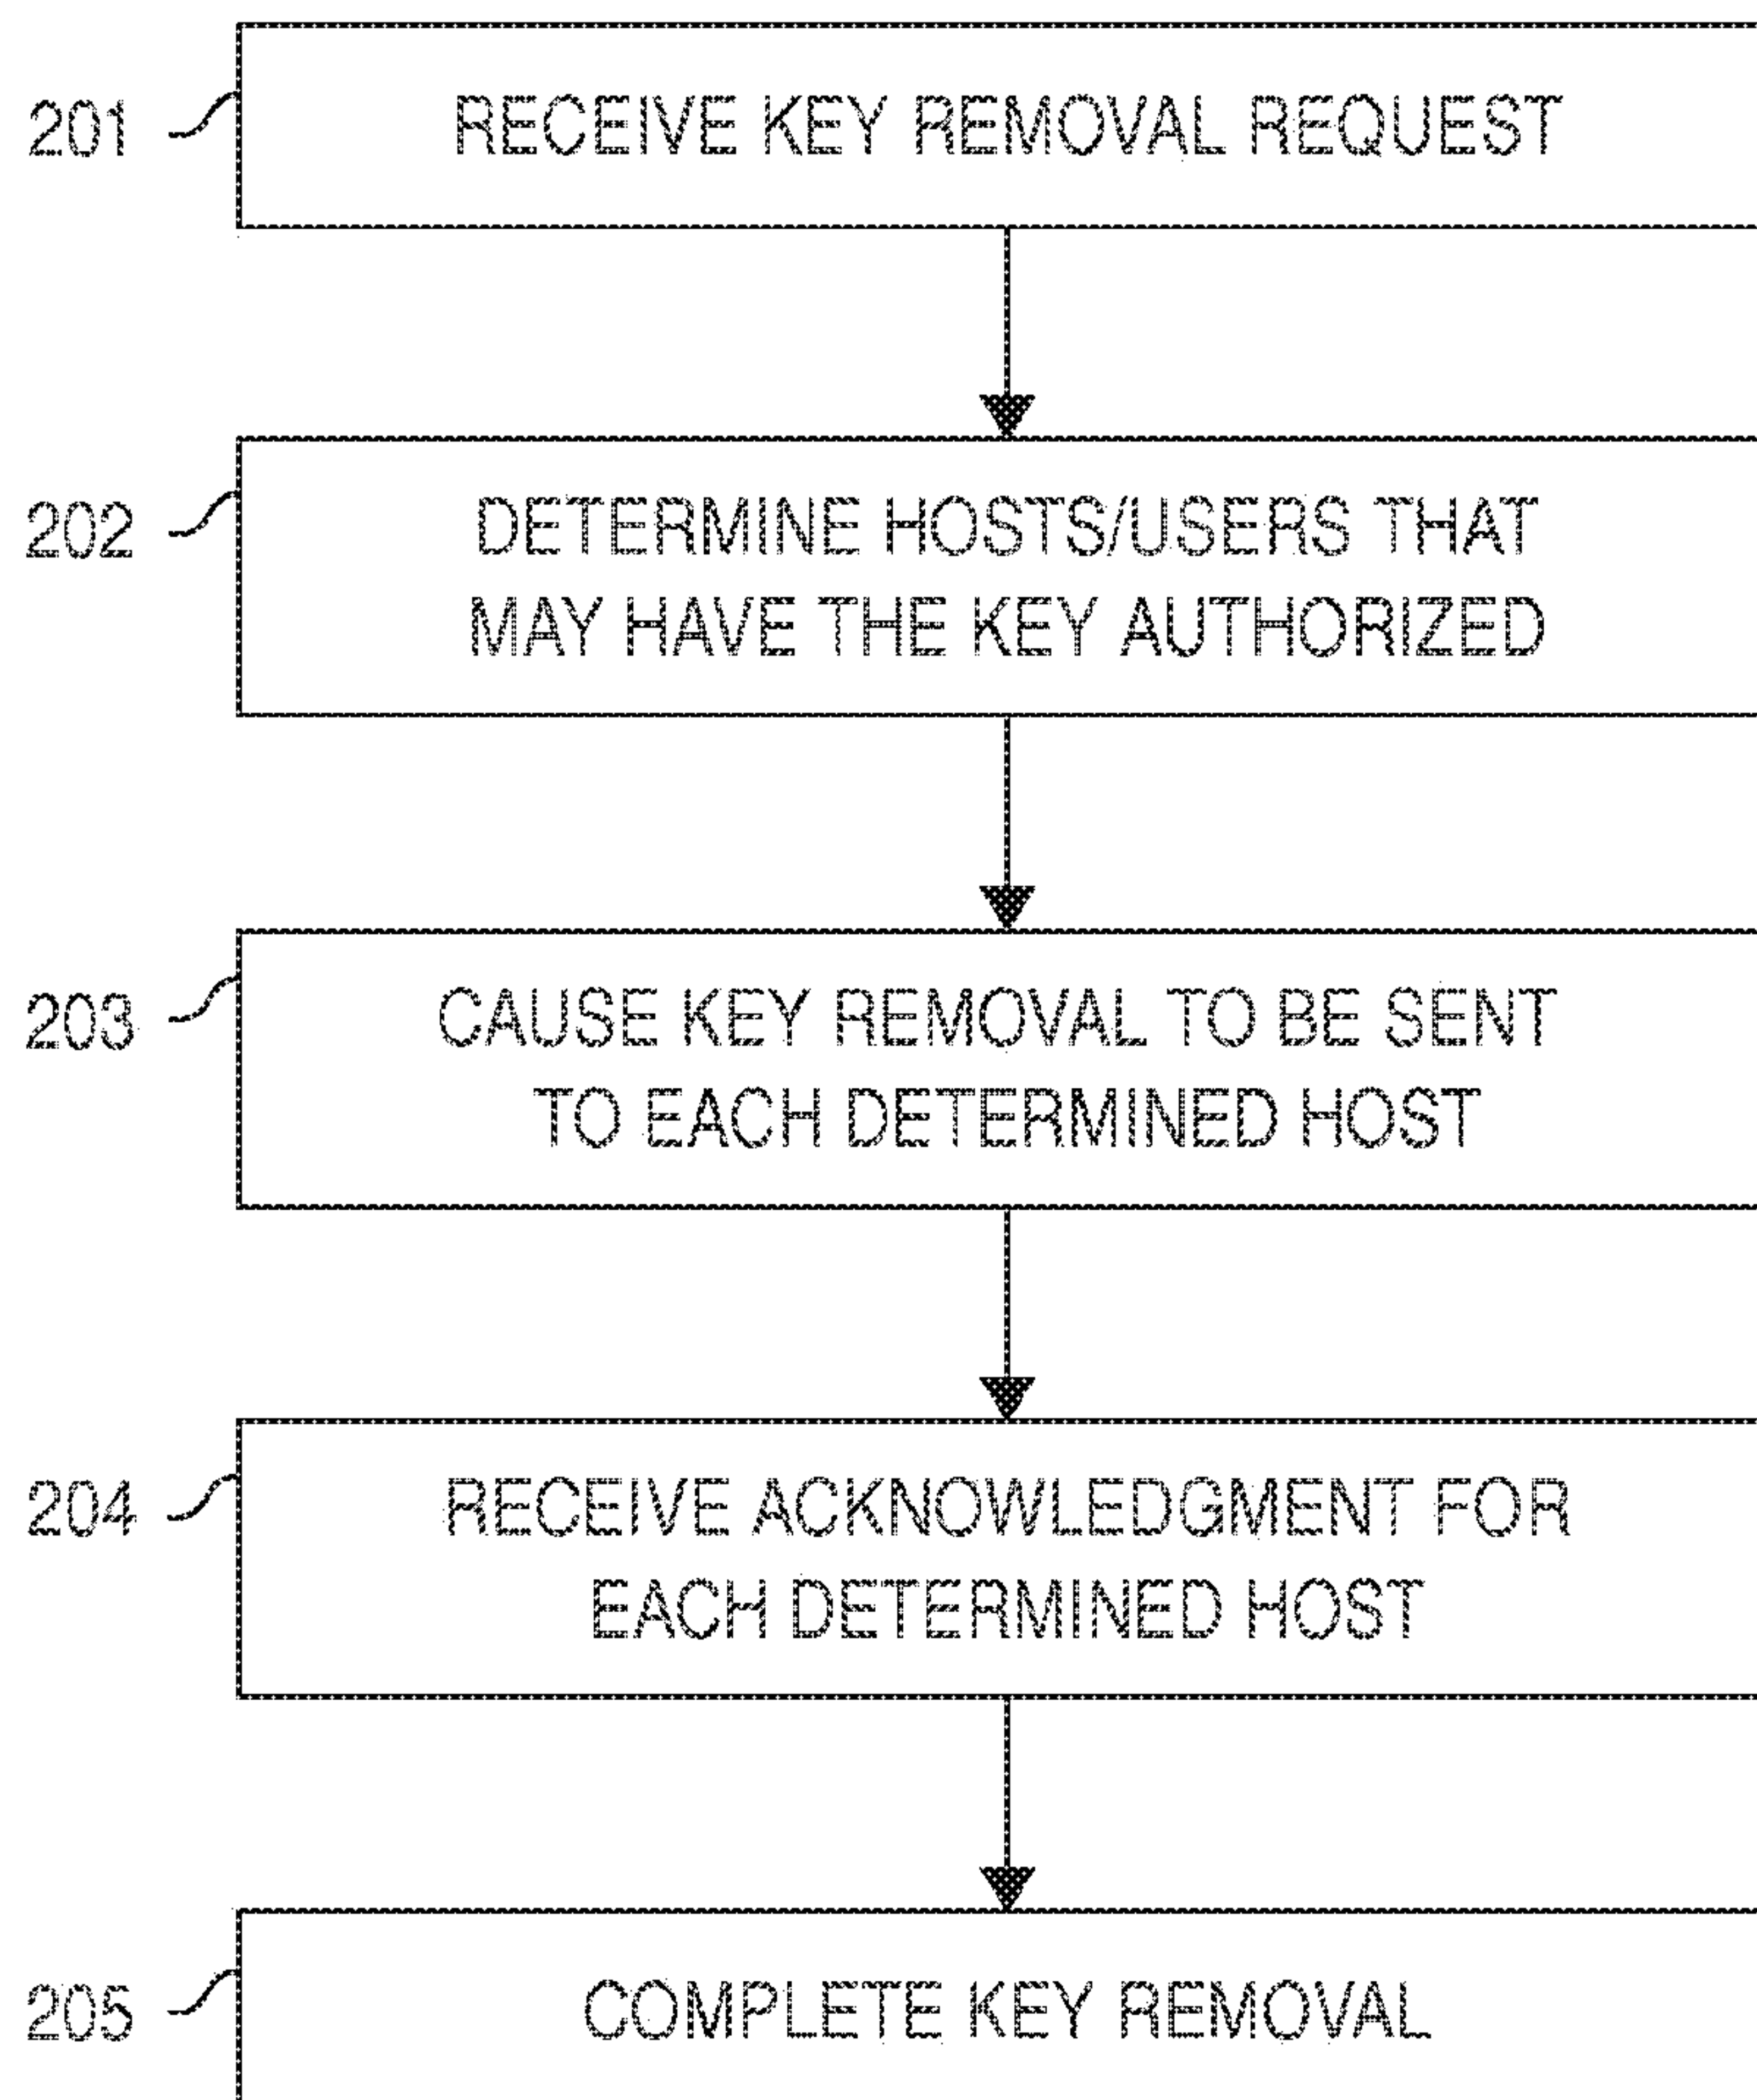 201 RECEIVE KEY REMOVAL REQUEST
202 DETERMINE HOSTS/USERS THAT
MAY HAVE THE KEY AUTHORIZED
203 CAUSE KEY REMOVAL TO BE SENT
TO EACH DETERMINED HOST
204 RECEIVE ACKNOWLEDGMENT FOR
EACH DETERMINED HOST
205 COMPLETE KEY REMOVAL